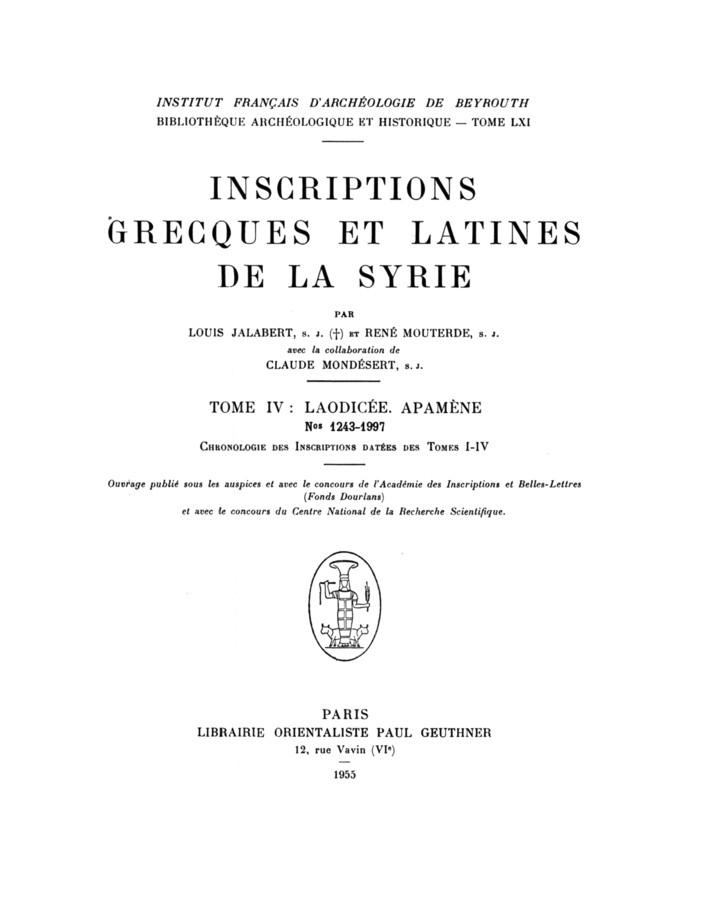 INSTITUT FRANÇAIS D'ARCHÉOLOGIE DE BEYROUTH
BIBLIOTHÈQUE ARCHÉOLOGIQUE ET HISTORIQUE — TOME LXI
INSCRIPTIONS
GRECQUES ET LATINES
DE LA SYRIE
PAR
LOUIS JALABERT, S. J. (†) ET RENÉ MOUTERDE, S. J.
avec la collaboration de
CLAUDE MONDÉSERT, S. J.
TOME IV : LAODICÉE. APAMÈNE
Nos 1243-1997
CHRONOLOGIE DES INSCRIPTIONS DATÉES DES TOMES I-IV
Ouvrage publié sous les auspices et avec le concours de l'Académie des Inscriptions et Belles-Lettres
(Fonds Dourlans)
et avec le concours du Centre National de la Recherche Scientifique.
PARIS
LIBRAIRIE ORIENTALISTE PAUL GEUTHNER
12, rue Vavin (VIe)
1955